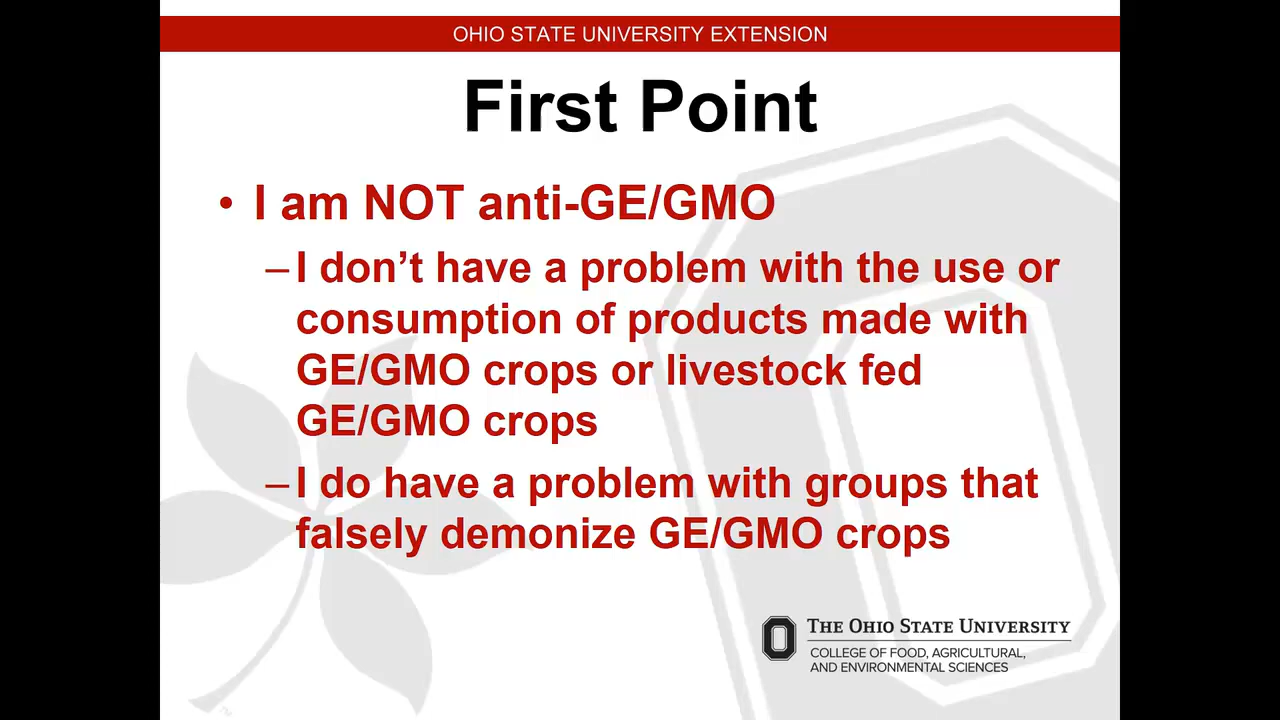 OHIO STATE UNIVERSITY EXTENSION
First Point
• I am NOT anti-GE/GMO
–I don’t have a problem with the use or
consumption of products made with
GE/GMO crops or livestock fed
GE/GMO crops
–I do have a problem with groups that
falsely demonize GE/GMO crops
THE OHIO STATE UNIVERSITY
COLLEGE OF FOOD, AGRICULTURAL,
AND ENVIRONMENTAL SCIENCES
TM